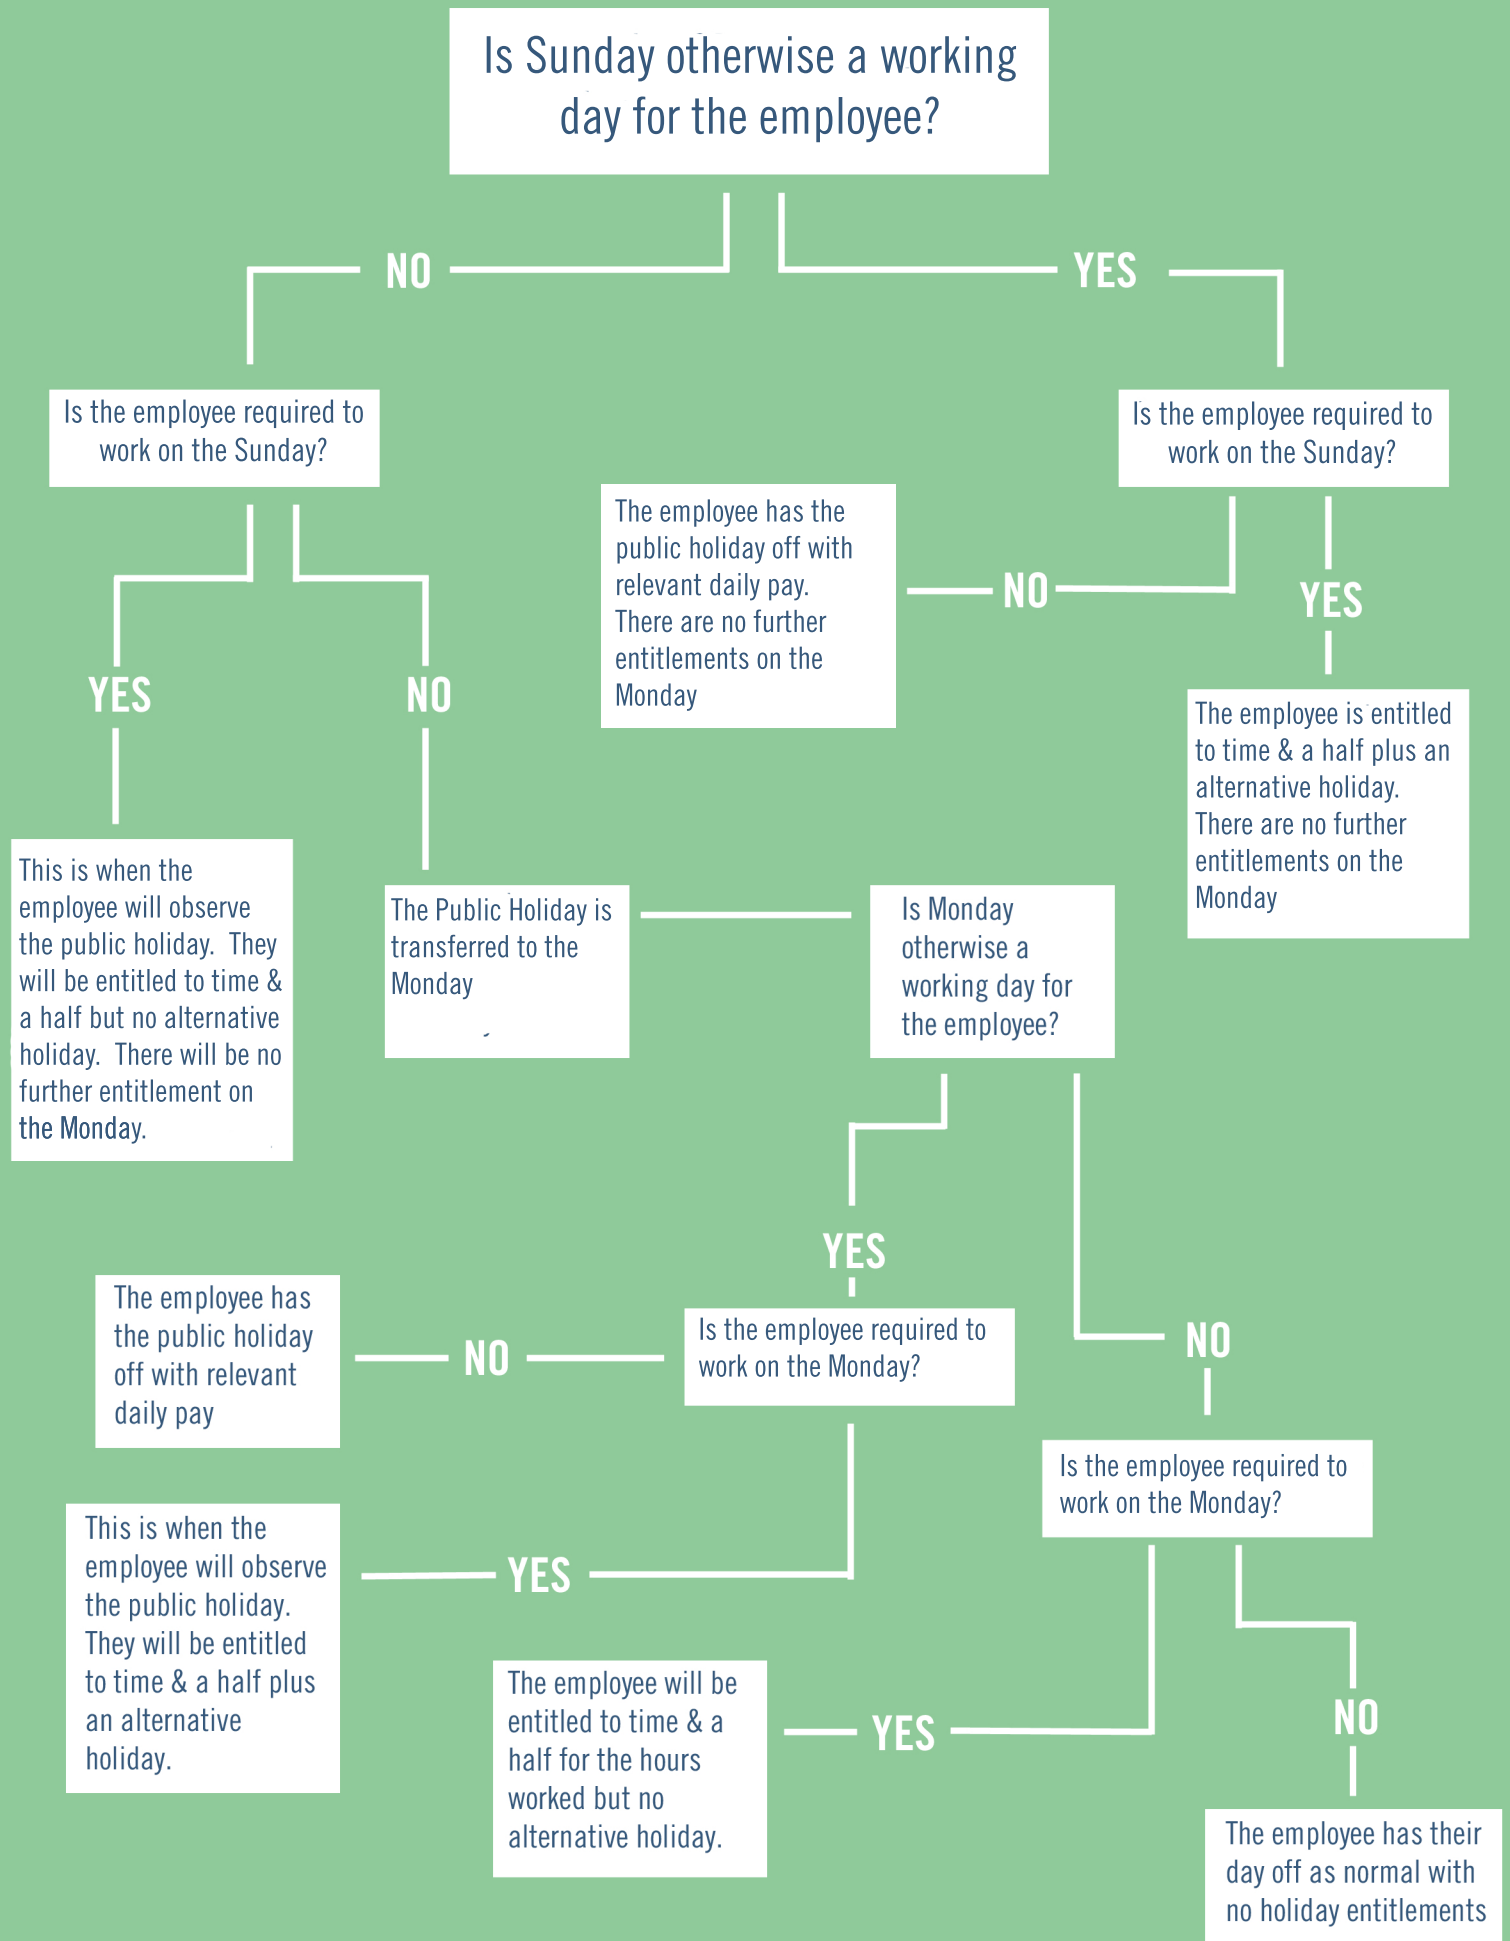 Is Sunday otherwise a working
day for the employee?
NO
YES
Is the employee required to
work on the Sunday?
Is the employee required to
work on the Sunday?
The employee has the
public holiday off with
relevant daily pay.
There are no further
entitlements on the
Monday
NO
YES
YES
NO
The employee is entitled
to time & a half plus an
alternative holiday.
There are no further
entitlements on the
Monday
This is when the
employee will observe
the public holiday.  They
will be entitled to time &
a half but no alternative
holiday.  There will be no
further entitlement on
the Monday.
The Public Holiday is
transferred to the
Monday
Is Monday
otherwise a
working day for
the employee?
YES
NO
The employee has
the public holiday
off with relevant
daily pay
NO
Is the employee required to
work on the Monday?
Is the employee required to
work on the Monday?
This is when the
employee will observe
the public holiday.
They will be entitled
to time & a half plus
an alternative
holiday.
YES
The employee will be
entitled to time & a
half for the hours
worked but no
alternative holiday.
YES
NO
The employee has their
day off as normal with
no holiday entitlements